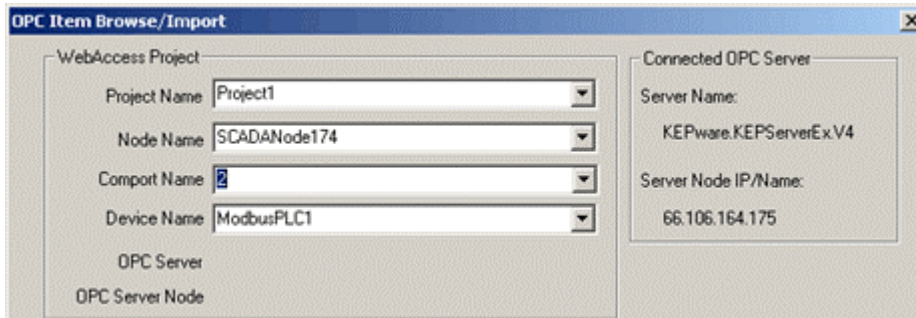 OPC Item Browse/Import
WebAccess Project
Project Name Project1
Node Name SCADANode174
Comport Name 2
Device Name ModbusPLC1
OPC Server
OPC Server Node
Connected OPC Server
Server Name:
KEPware.KEPServerEx.V4
Server Node IP/Name:
66.106.164.175